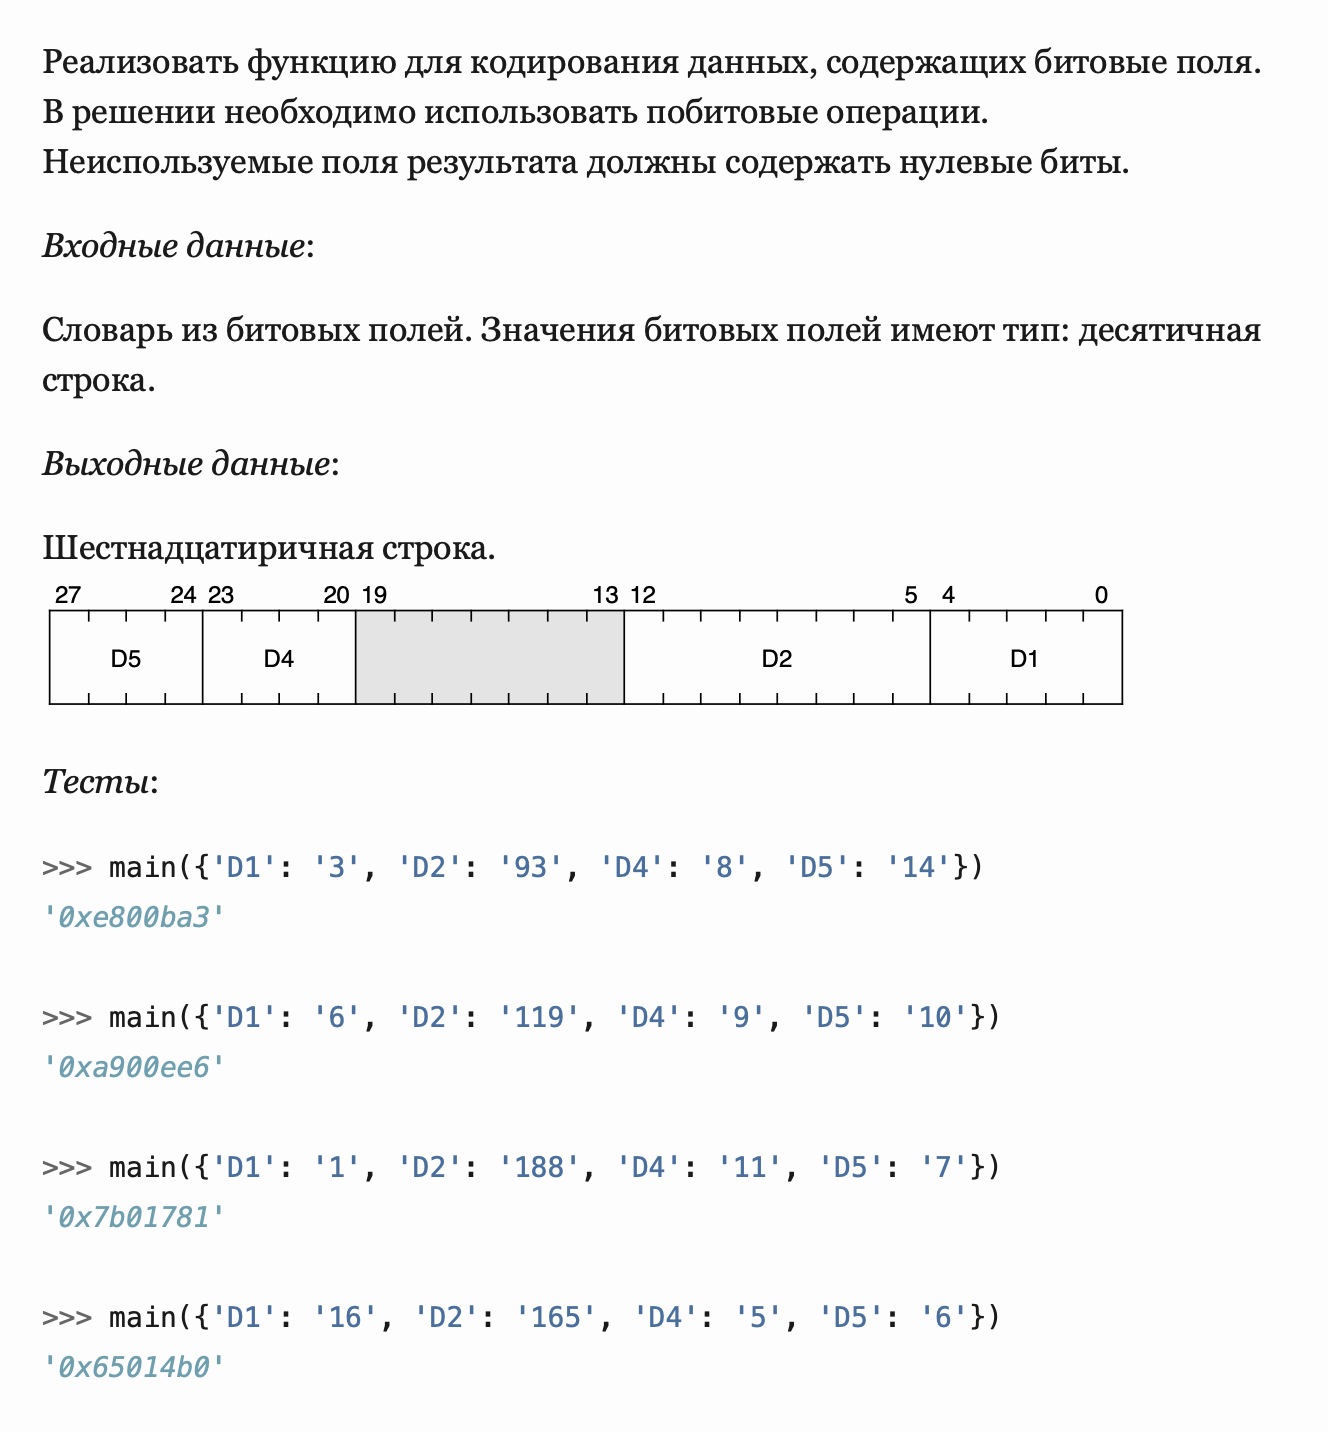 Реализовать функцию для кодирования данных, содержащих битовые поля.
В решении необходимо использовать побитовые операции.
Неиспользуемые поля результата должны содержать нулевые биты.
Входные данные:
Словарь из битовых полей. Значения битовых полей имеют тип: десятичная
строка.
Выходные данные:
Шестнадцатиричная строка.
27 24 23 20 19 13 12 5 4 0
D5 D4 D2 D1
Тесты:
>>> main({'D1': '3', 'D2': '93', 'D4': '8', 'D5': '14'})
'0xe800ba3'
>>> main({'D1': '6', 'D2': '119', 'D4': '9', 'D5': '10'})
'0xa900ee6'
>>> main({'D1': '1', 'D2': '188', 'D4': '11', 'D5': '7'})
'0x7b01781'
>>> main({'D1': '16', 'D2': '165', 'D4': '5', 'D5': '6'})
'0x65014b0'